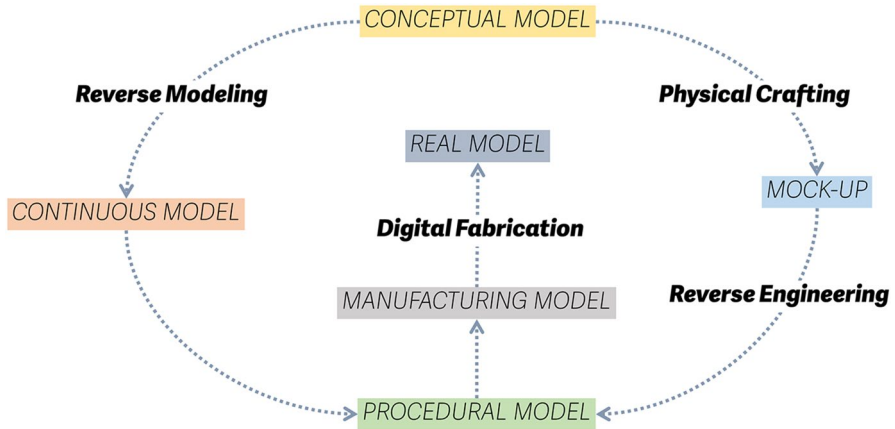 CONCEPTUAL MODEL
Reverse Modeling
Physical Crafting
REAL MODEL
MOCK-UP
CONTINUOUS MODEL
Digital Fabrication
MANUFACTURING MODEL
Reverse Engineering
PROCEDURAL MODEL